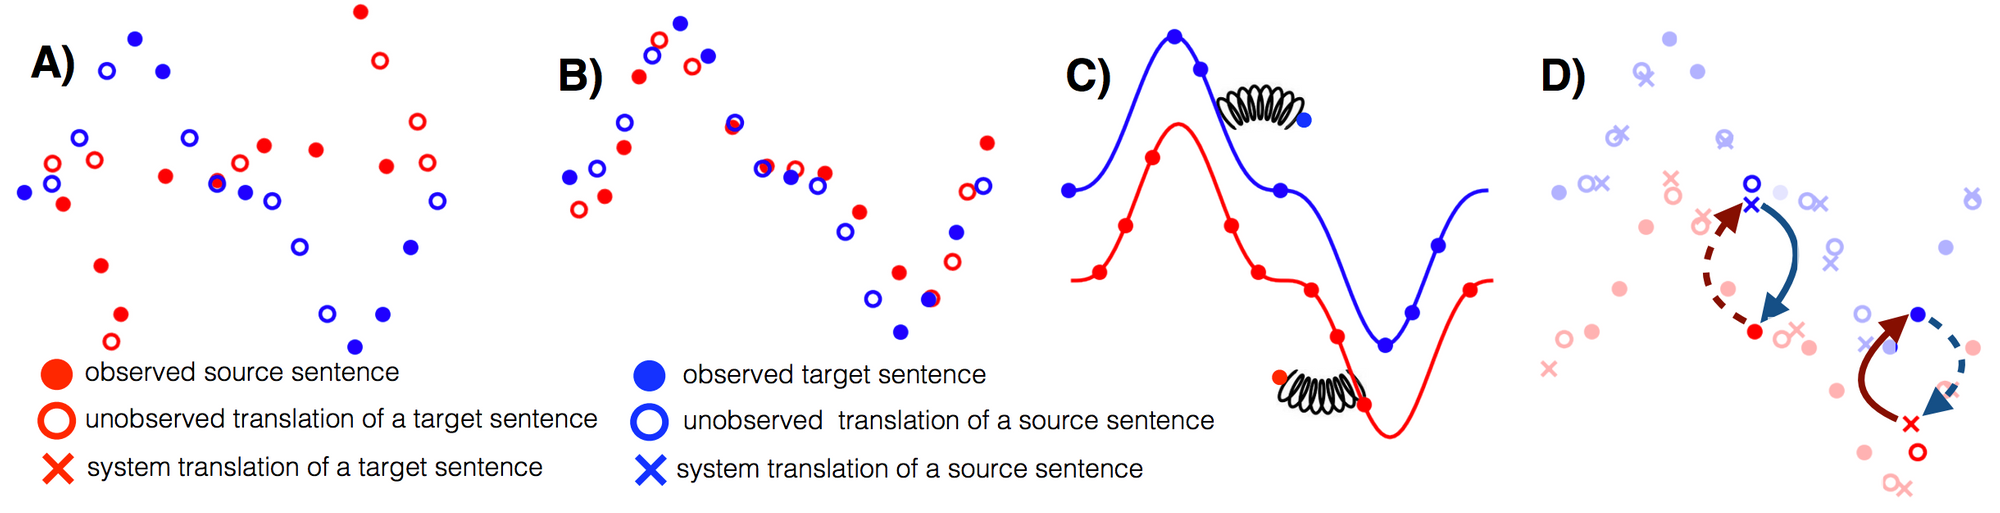 A)
B)
C)
D)
observed source sentence
unobserved translation of a target sentence
system translation of a target sentence
observed target sentence
unobserved translation of a source sentence
system translation of a source sentence